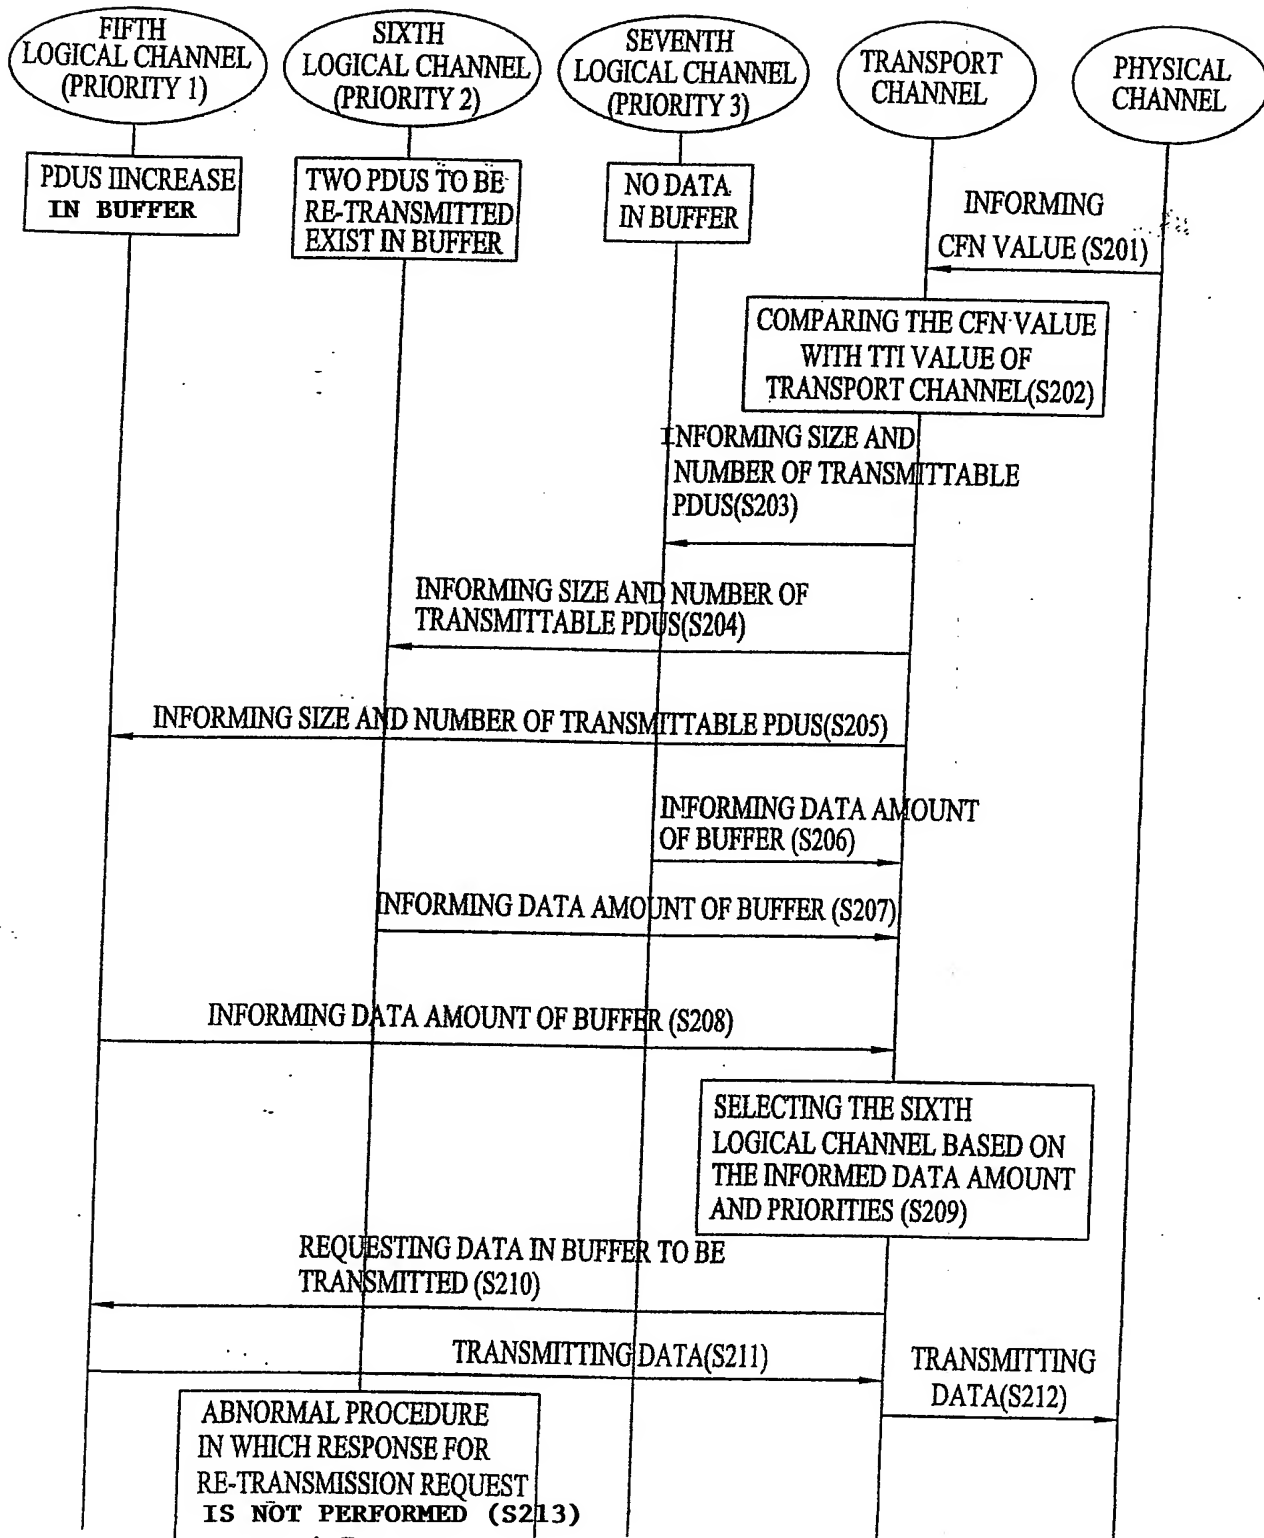 FIFTH
LOGICAL CHANNEL
(PRIORITY 1)
SIXTH
LOGICAL CHANNEL
(PRIORITY 2)
SEVENTH
LOGICAL CHANNEL
(PRIORITY 3)
TRANSPORT
CHANNEL
PHYSICAL
CHANNEL
PDUS IINCREASE
IN BUFFER
TWO PDUS TO BE
RE-TRANSMITTED
EXIST IN BUFFER
NO DATA
IN BUFFER
INFORMING
CFN VALUE (S201)
COMPARING THE CFN VALUE
WITH TTI VALUE OF
TRANSPORT CHANNEL(S202)
INFORMING SIZE AND
NUMBER OF TRANSMITTABLE
PDUS(S203)
INFORMING SIZE AND NUMBER OF
TRANSMITTABLE PDUS(S204)
INFORMING SIZE AND NUMBER OF TRANSMITTABLE PDUS(S205)
INFORMING DATA AMOUNT
OF BUFFER (S206)
INFORMING DATA AMOUNT OF BUFFER (S207)
INFORMING DATA AMOUNT OF BUFFER (S208)
SELECTING THE SIXTH
LOGICAL CHANNEL BASED ON
THE INFORMED DATA AMOUNT
AND PRIORITIES (S209)
REQUESTING DATA IN BUFFER TO BE
TRANSMITTED (S210)
TRANSMITTING DATA(S211)
TRANSMITTING
DATA(S212)
ABNORMAL PROCEDURE
IN WHICH RESPONSE FOR
RE-TRANSMISSION REQUEST
IS NOT PERFORMED (S213)